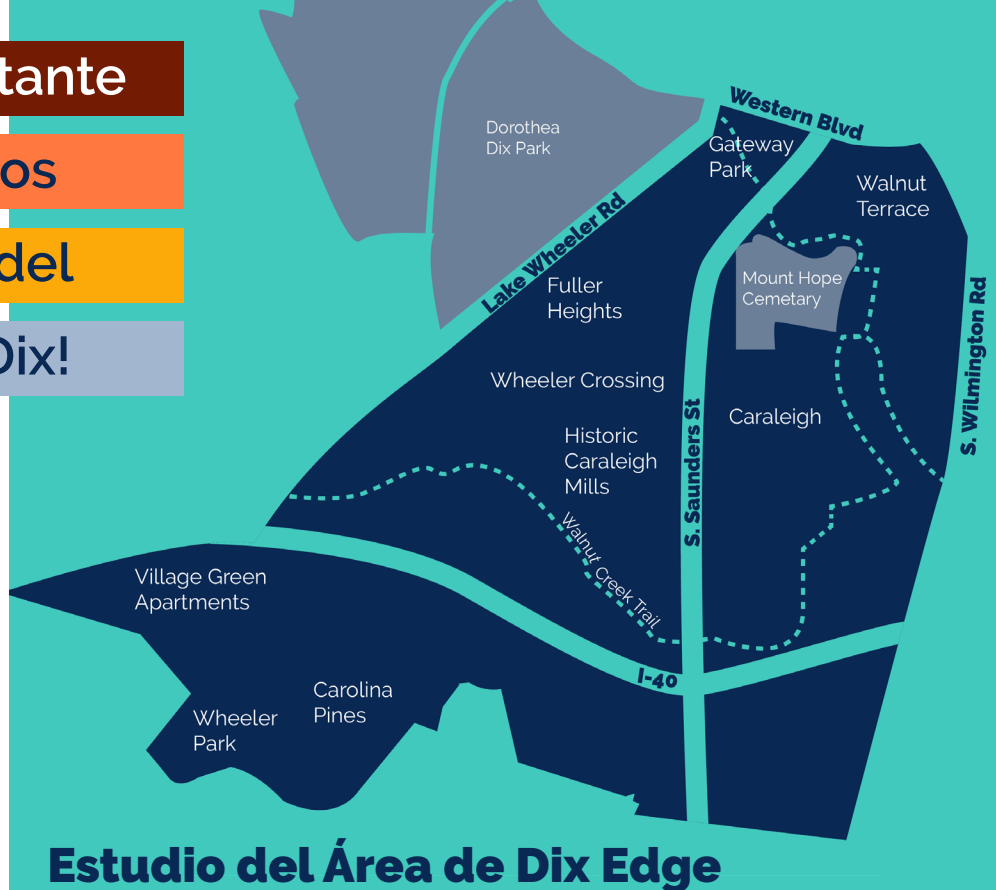 tante
os
del
Dix!
Dorothea
Dix Park
Western Blvd
Gateway
Park
Walnut
Terrace
Lake Wheeler Rd
Fuller
Heights
Mount Hope
Cemetary
S. Wilmington Rd
Wheeler Crossing
S. Saunders St
Caraleigh
Historic
Caraleigh
Mills
Walnut Creek Trail
Village Green
Apartments
I-40
Carolina
Pines
Wheeler
Park
Estudio del Área de Dix Edge